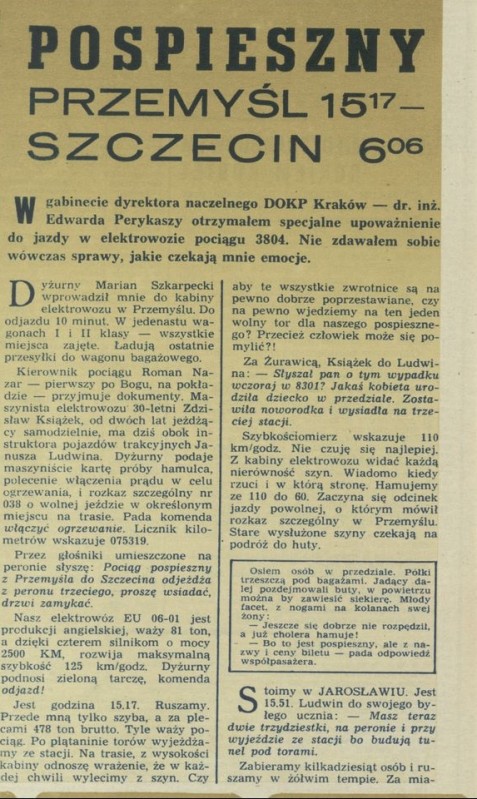 POSPIESZNY
PRZEMYŚL 15¹⁷—
SZCZECIN 6⁰⁶
W gabinecie dyrektora naczelnego DOKP Kraków — dr. inż.
Edwarda Perykaszy otrzymałem specjalne upoważnienie
do jazdy w elektrowozie pociągu 3804. Nie zdawałem sobie
wówczas sprawy, jakie czekają mnie emocje.
Dyżurny Marian Szkarpecki
wprowadził mnie do kabiny
elektrowozu w Przemyślu. Do
odjazdu 10 minut. W jedenastu wa-
gonach I i II klasy — wszystkie
miejsca zajęte. Ładują ostatnie
przesyłki do wagonu bagażowego.
Kierownik pociągu Roman Na-
zar — pierwszy po Bogu, na pokła-
dzie — przyjmuje dokumenty. Ma-
szynista elektrowozu 30-letni Zdzi-
sław Książek, od dwóch lat jeżdżą-
cy samodzielnie, ma dziś obok in-
struktora pojazdów trakcyjnych Ja-
nusza Ludwina. Dyżurny podaje
maszyniście kartę próby hamulca,
polecenie włączenia prądu w celu
ogrzewania, i rozkaz szczególny nr
038 o wolnej jeździe w określonym
miejscu na trasie. Pada komenda
włączyć ogrzewanie. Licznik kilo-
metrów wskazuje 075319.
Przez głośniki umieszczone na
peronie słyszę: Pociąg pospieszny
z Przemyśla do Szczecina odjeżdża
z peronu trzeciego, proszę wsiadać,
drzwi zamykać.
Nasz elektrowóz EU 06-01 jest
produkcji angielskiej, waży 81 ton,
a dzięki czterem silnikom o mocy
2500 KM, rozwija maksymalną
szybkość 125 km/godz. Dyżurny
podnosi zieloną tarczę, komenda
odjazd!
Jest godzina 15.17. Ruszamy.
Przede mną tylko szyba, a za ple-
cami 478 ton brutto. Tyle waży po-
ciąg. Po plątaninie torów wyjeżdża-
my ze stacji. Na trasie, z wysokości
kabiny odnoszę wrażenie, że w każ-
dej chwili wylecimy z szyn. Czy
aby te wszystkie zwrotnice są na
pewno dobrze poprzestawiane, czy
na pewno wjedziemy na ten jeden
wolny tor dla naszego pospieszne-
go? Przecież człowiek może się po-
mylić?!
Za Żurawicą, Książek do Ludwi-
na: — Słyszał pan o tym wypadku
wczoraj w 8301? Jakaś kobieta uro-
dziła dziecko w przedziale. Zosta-
wiła noworodka i wysiadła na trze-
ciej stacji.
Szybkościomierz wskazuje 110
km/godz. Nie czuję się najlepiej.
Z kabiny elektrowozu widać każdą
nierówność szyn. Wiadomo kiedy
rzuci i w którą stronę. Hamujemy
ze 110 do 60. Zaczyna się odcinek
jazdy powolnej, o którym mówił
rozkaz szczególny w Przemyślu.
Stare wysłużone szyny czekają na
podróż do huty.
Osiem osób w przedziale. Półki
trzeszczą pod bagażami. Jadący da-
lej pozdejmowali buty, w powietrzu
można by zawiesić siekierę. Młody
facet, z nogami na kolanach swej
żony:
— Jeszcze się dobrze nie rozpędził,
a już cholera hamuje!
— Bo to jest pospieszny, ale z na-
zwy i ceny biletu — pada odpowiedź
współpasażera.
Stoimy w JAROSŁAWIU. Jest
15.51. Ludwin do swojego by-
łego ucznia: — Masz teraz
dwie trzydziestki, na peronie i przy
wyjeździe ze stacji bo budują tu-
nel pod torami.
Zabieramy kilkadziesiąt osób i ru-
szamy w żółwim tempie. Za mia-